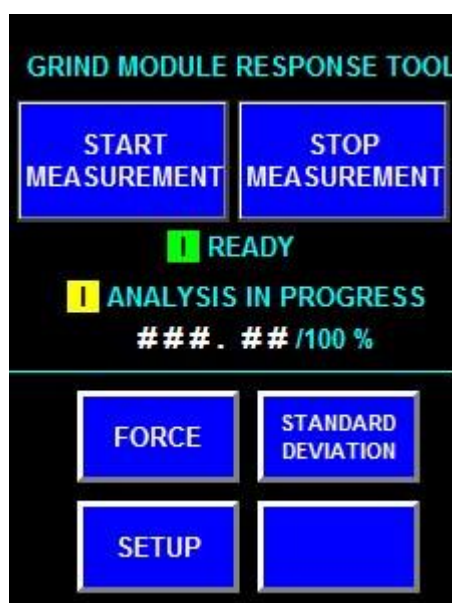 GRIND MODULE RESPONSE TOOL
START
MEASUREMENT
STOP
MEASUREMENT
I READY
I ANALYSIS IN PROGRESS
###.## /100 %
FORCE
STANDARD
DEVIATION
SETUP